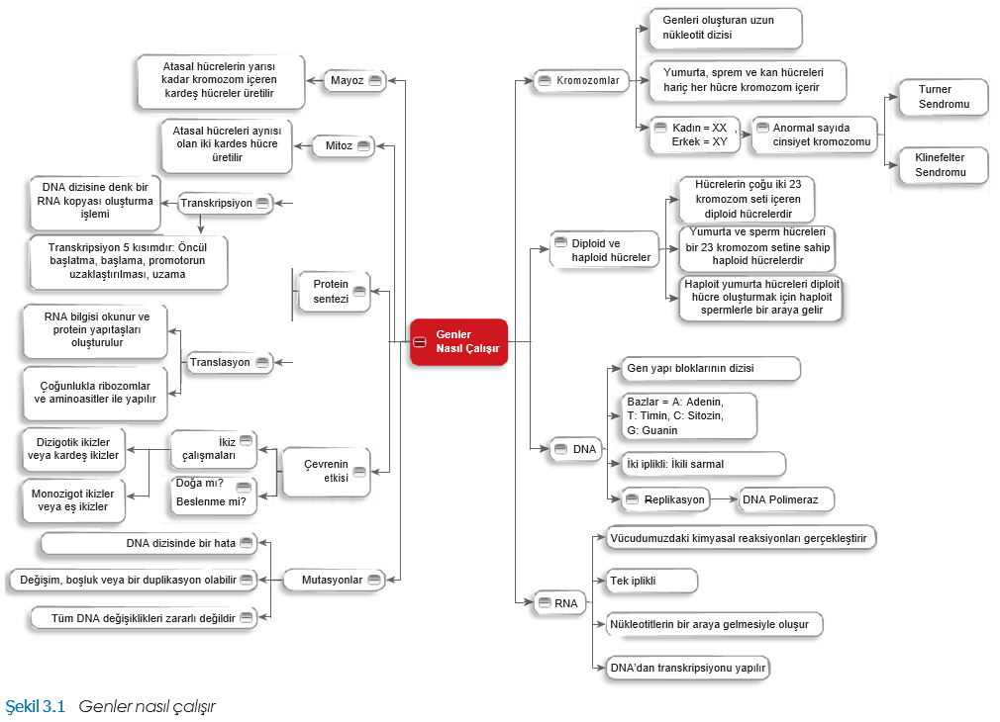 Genler
Nasıl Çalışır
Mayoz
Atasal hücrelerin yarısı
kadar kromozom içeren
kardeş hücreler üretilir
Mitoz
Atasal hücreleri aynısı
olan iki kardes hücre
üretilir
Protein
sentezi
Transkripsiyon
DNA dizisine denk bir
RNA kopyası oluşturma
işlemi
Transkripsiyon 5 kısımdır: Öncül
başlatma, başlama, promotorun
uzaklaştırılması, uzama
Translasyon
RNA bilgisi okunur ve
protein yapıtaşları
oluşturulur
Çoğunlukla ribozomlar
ve aminoasitler ile yapılır
Çevrenin
etkisi
İkiz
çalışmaları
Dizigotik ikizler
veya kardeş ikizler
Monozigot ikizler
veya eş ikizler
Doğa mı?
Beslenme mi?
Mutasyonlar
DNA dizisinde bir hata
Değişim, boşluk veya bir duplikasyon olabilir
Tüm DNA değişiklikleri zararlı değildir
Kromozomlar
Genleri oluşturan uzun
nükleotit dizisi
Yumurta, sprem ve kan hücreleri
hariç her hücre kromozom içerir
Kadın = XX ,
Erkek = XY
Anormal sayıda
cinsiyet kromozomu
Turner
Sendromu
Klinefelter
Sendromu
Diploid ve
haploid hücreler
Hücrelerin çoğu iki 23
kromozom seti içeren
diploid hücrelerdir
Yumurta ve sperm hücreleri
bir 23 kromozom setine sahip
haploid hücrelerdir
Haploit yumurta hücreleri diploit
hücre oluşturmak için haploit
spermlerle bir araya gelir
DNA
Gen yapı bloklarının dizisi
Bazlar = A: Adenin,
T: Timin, C: Sitozin,
G: Guanin
İki iplikli: İkili sarmal
Replikasyon
DNA Polimeraz
RNA
Vücudumuzdaki kimyasal reaksiyonları gerçekleştirir
Tek iplikli
Nükleotitlerin bir araya gelmesiyle oluşur
DNA'dan transkripsiyonu yapılır
Şekil 3.1 Genler nasıl çalışır